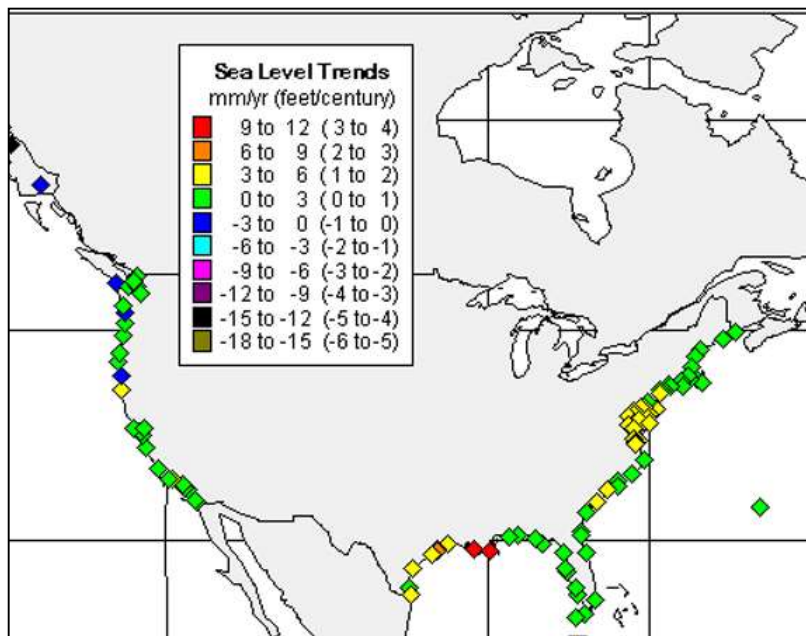 Sea Level Trends
mm/yr (feet/century)
9 to 12 (3 to 4)
6 to 9 (2 to 3)
3 to 6 (1 to 2)
0 to 3 (0 to 1)
-3 to 0 (-1 to 0)
-6 to -3 (-2 to -1)
-9 to -6 (-3 to -2)
-12 to -9 (-4 to -3)
-15 to -12 (-5 to -4)
-18 to -15 (-6 to -5)